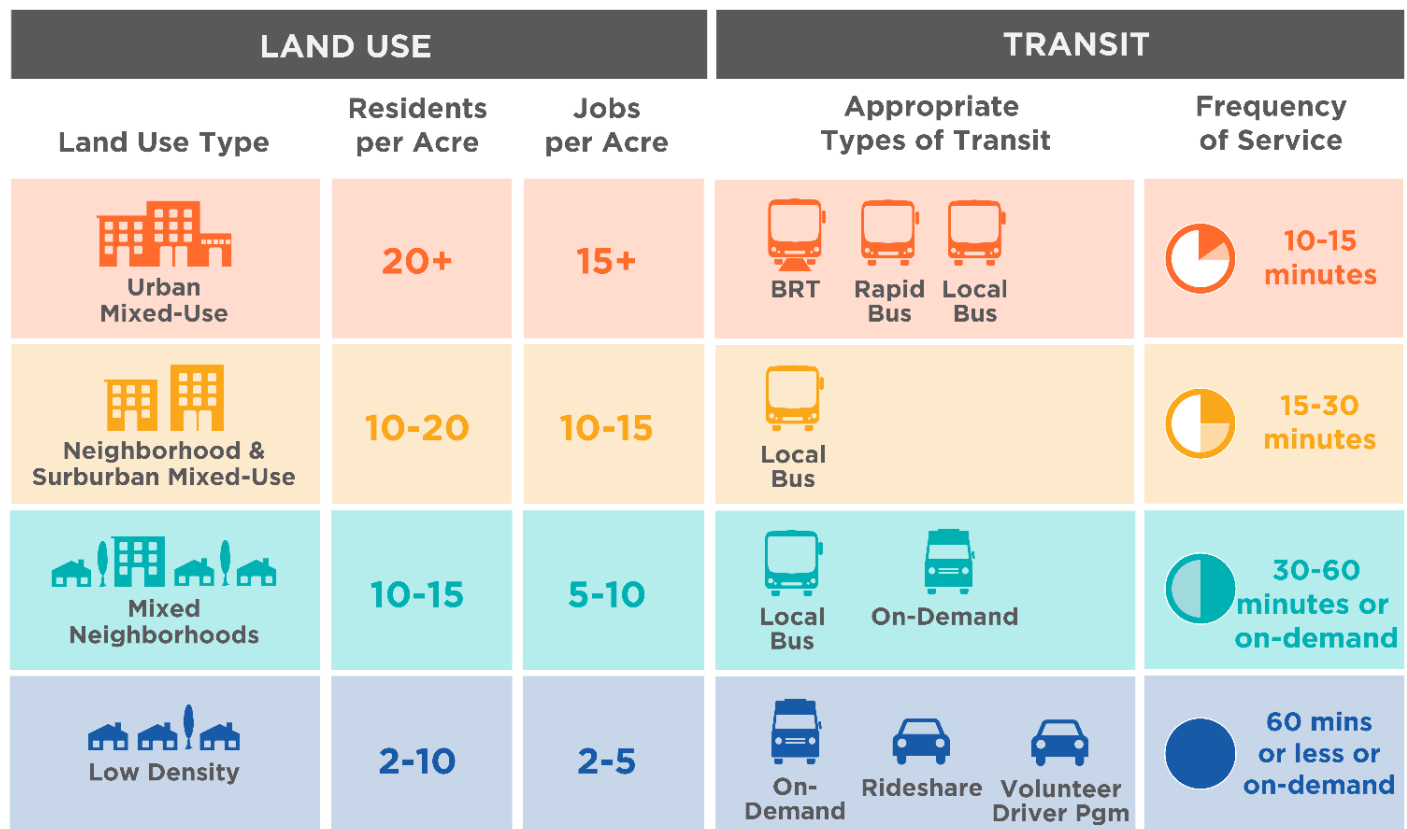 LAND USE
TRANSIT
Land Use Type
Residents
per Acre
Jobs
per Acre
Appropriate
Types of Transit
Frequency
of Service
Urban
Mixed-Use
20+
15+
BRT
Rapid
Bus
Local
Bus
10-15
minutes
Neighborhood &
Surburban Mixed-Use
10-20
10-15
Local
Bus
15-30
minutes
Mixed
Neighborhoods
10-15
5-10
Local
Bus
On-Demand
30-60
minutes or
on-demand
Low Density
2-10
2-5
On-
Demand
Rideshare
Volunteer
Driver Pgm
60 mins
or less or
on-demand